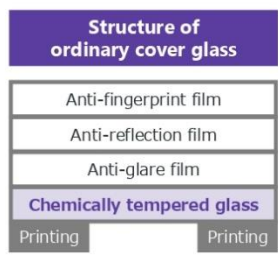 Structure of
ordinary cover glass
Anti-fingerprint film
Anti-reflection film
Anti-glare film
Chemically tempered glass
Printing Printing